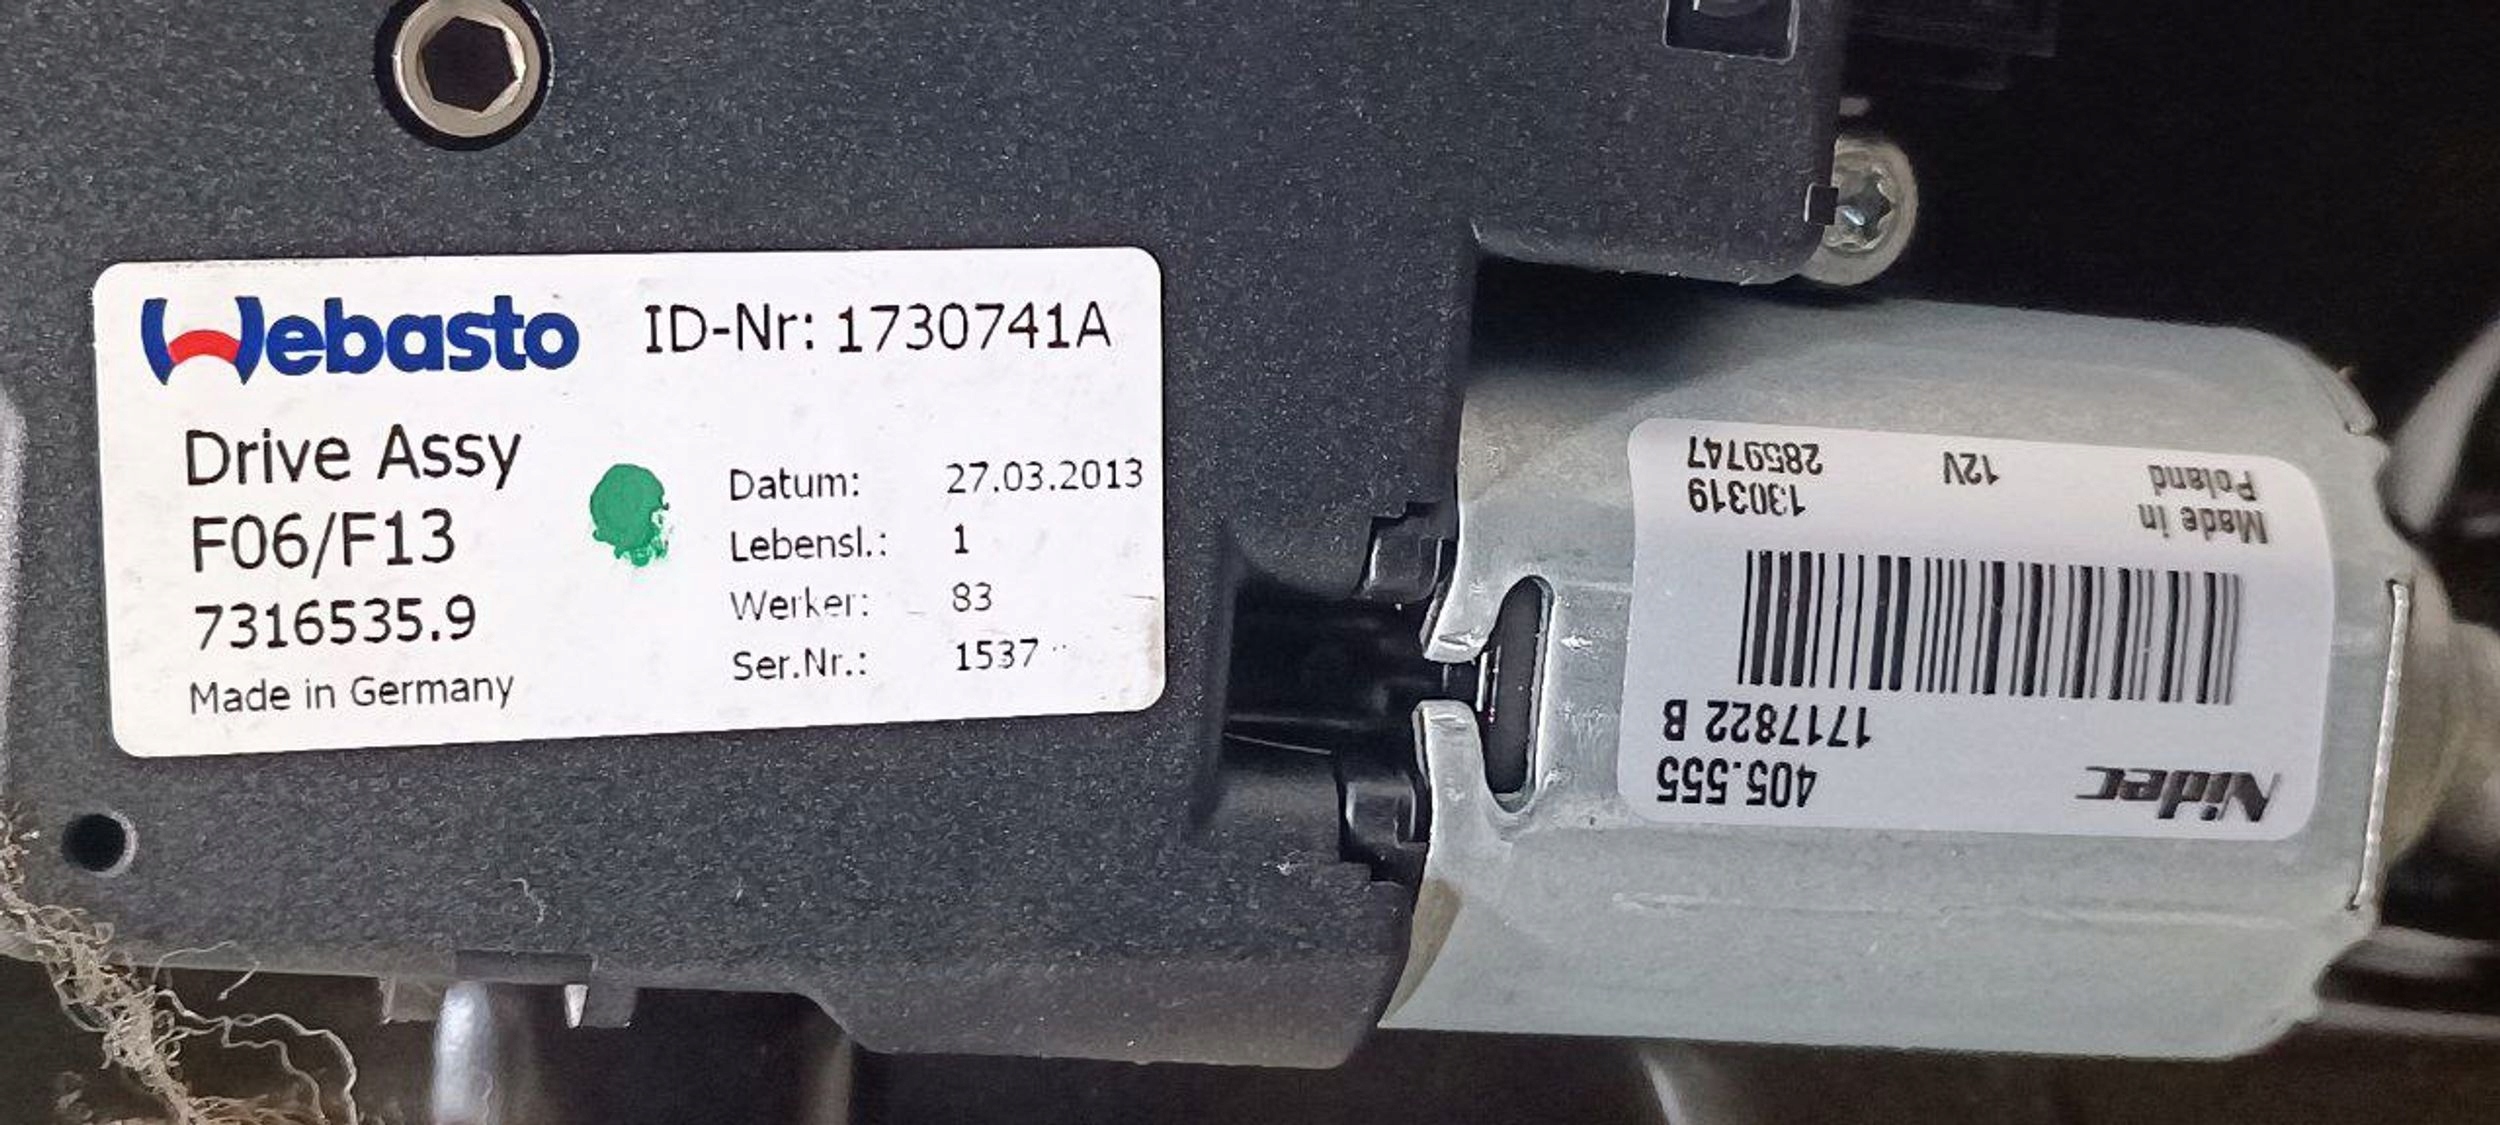 Webasto ID-Nr: 1730741A
Drive Assy
F06/F13
7316535.9
Made in Germany
Datum: 27.03.2013
Lebensl.: 1
Werker: 83
Ser.Nr.: 1537
Nidec 405.555
1717822 B
Made in
Poland
12V
130319
2859747